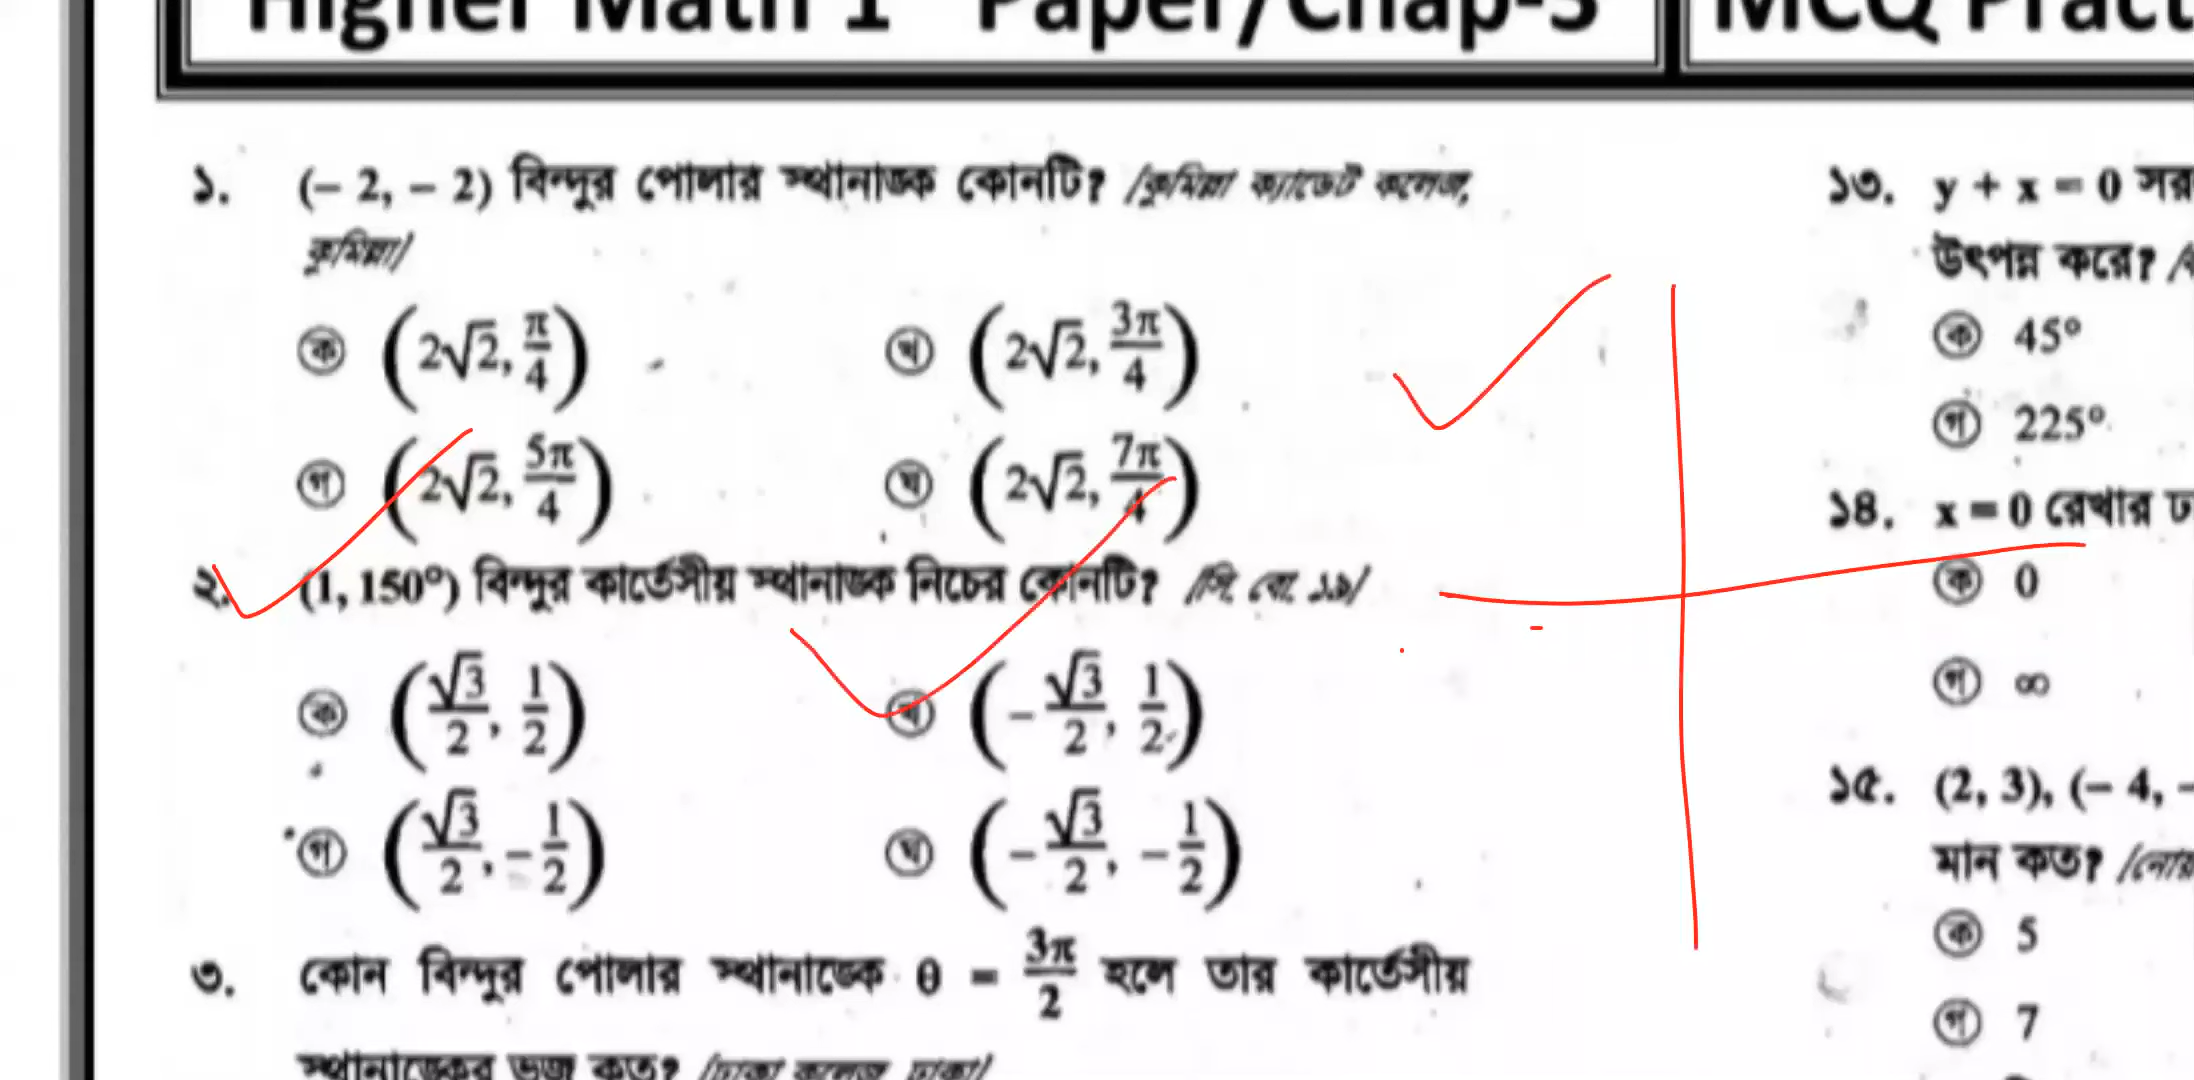 Higher Math 1 Paper/Chap-3
MCQ Pract
১. (– 2, – 2) বিন্দুর পোলার স্থানাঙ্ক কোনটি? [কুমিল্লা ক্যাডেট কলেজ,
কুমিল্লা]
ক (2√2, π/4) খ (2√2, 3π/4)
গ (2√2, 5π/4) ঘ (2√2, 7π/4)
২. (1, 150°) বিন্দুর কার্তেসীয় স্থানাঙ্ক নিচের কোনটি? [সি. বো. ১৯]
ক (√3/2, 1/2) খ (–√3/2, 1/2)
গ (√3/2, –1/2) ঘ (–√3/2, –1/2)
৩. কোন বিন্দুর পোলার স্থানাঙ্কে θ = 3π/2 হলে তার কার্তেসীয়
স্থানাঙ্কের ভুজ কত? [ঢাকা কলেজ, ঢাকা]
১৩. y + x = 0 সর
উৎপন্ন করে?
ক 45°
গ 225°
১৪. x = 0 রেখার ঢ
ক 0
গ ∞
১৫. (2, 3), (– 4, –
মান কত?
ক 5
গ 7